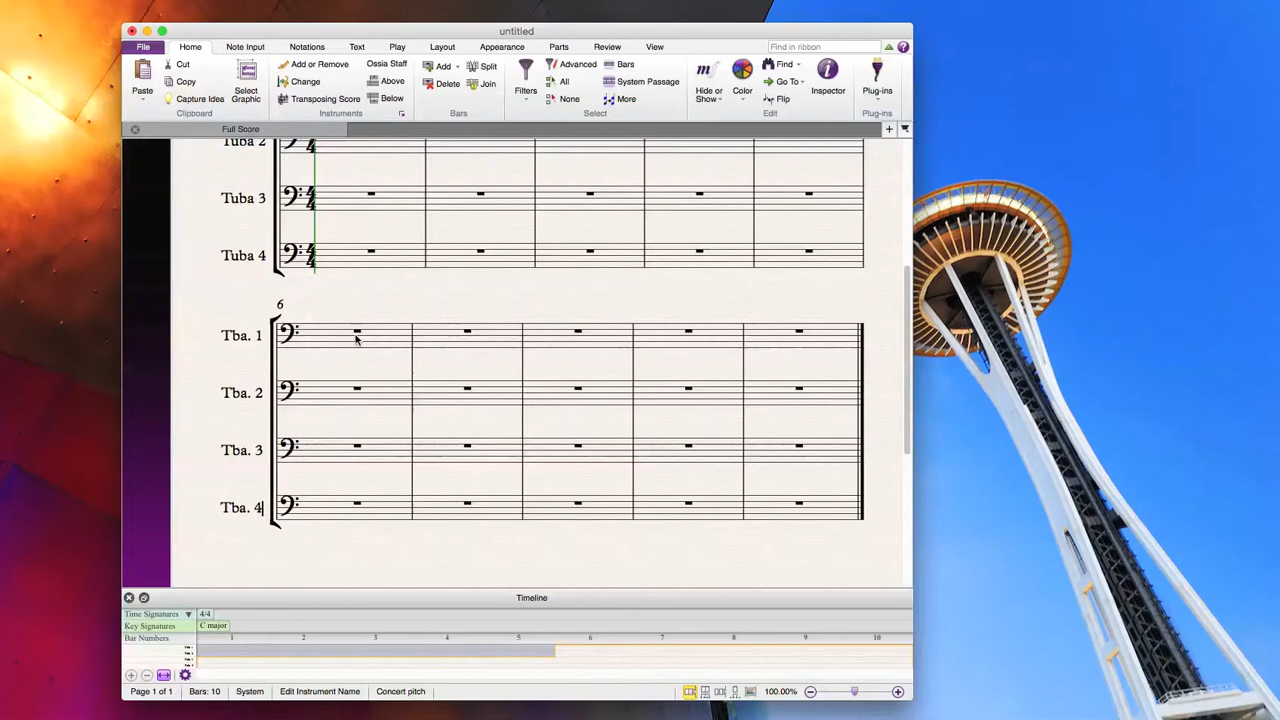 untitled
File Home Note Input Notations Text Play Layout Appearance Parts Review View Find in ribbon
Paste
Cut
Copy
Capture Idea
Select Graphic
Clipboard
Add or Remove
Change
Transposing Score
Ossia Staff
Above
Below
Instruments
Add Split
Delete Join
Bars
Filters
Advanced
All
None
Bars
System Passage
More
Select
Hide or Show
Color
Find
Go To
Flip
Inspector
Edit
Plug-ins
Plug-ins
Full Score
Tuba 2
Tuba 3
Tuba 4
6
Tba. 1
Tba. 2
Tba. 3
Tba. 4
Timeline
Time Signatures 4/4
Key Signatures C major
Bar Numbers 1 2 3 4 5 6 7 8 9 10
Page 1 of 1 Bars: 10 System Edit Instrument Name Concert pitch 100.00%